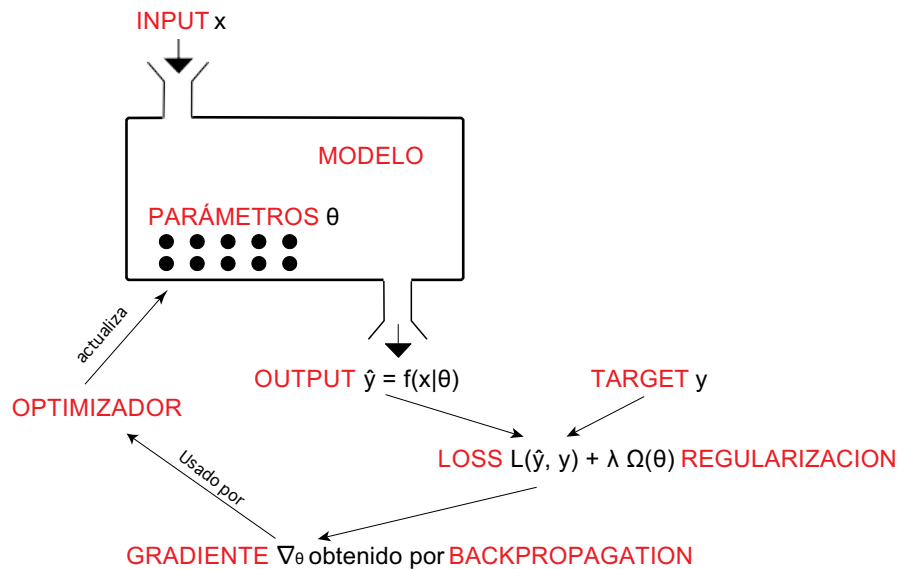 INPUT x
MODELO
PARÁMETROS θ
actualiza
OUTPUT ŷ = f(x|θ)
TARGET y
OPTIMIZADOR
LOSS L(ŷ, y) + λ Ω(θ) REGULARIZACION
Usado por
GRADIENTE ∇θ obtenido por BACKPROPAGATION